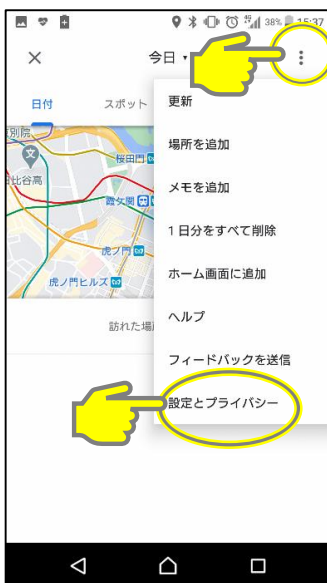 38% 15:37
今日
日付
スポット
更新
場所を追加
メモを追加
1日分をすべて削除
ホーム画面に追加
ヘルプ
フィードバックを送信
設定とプライバシー
桜田門
霞ケ関
虎ノ門
虎ノ門ヒルズ
訪れた場